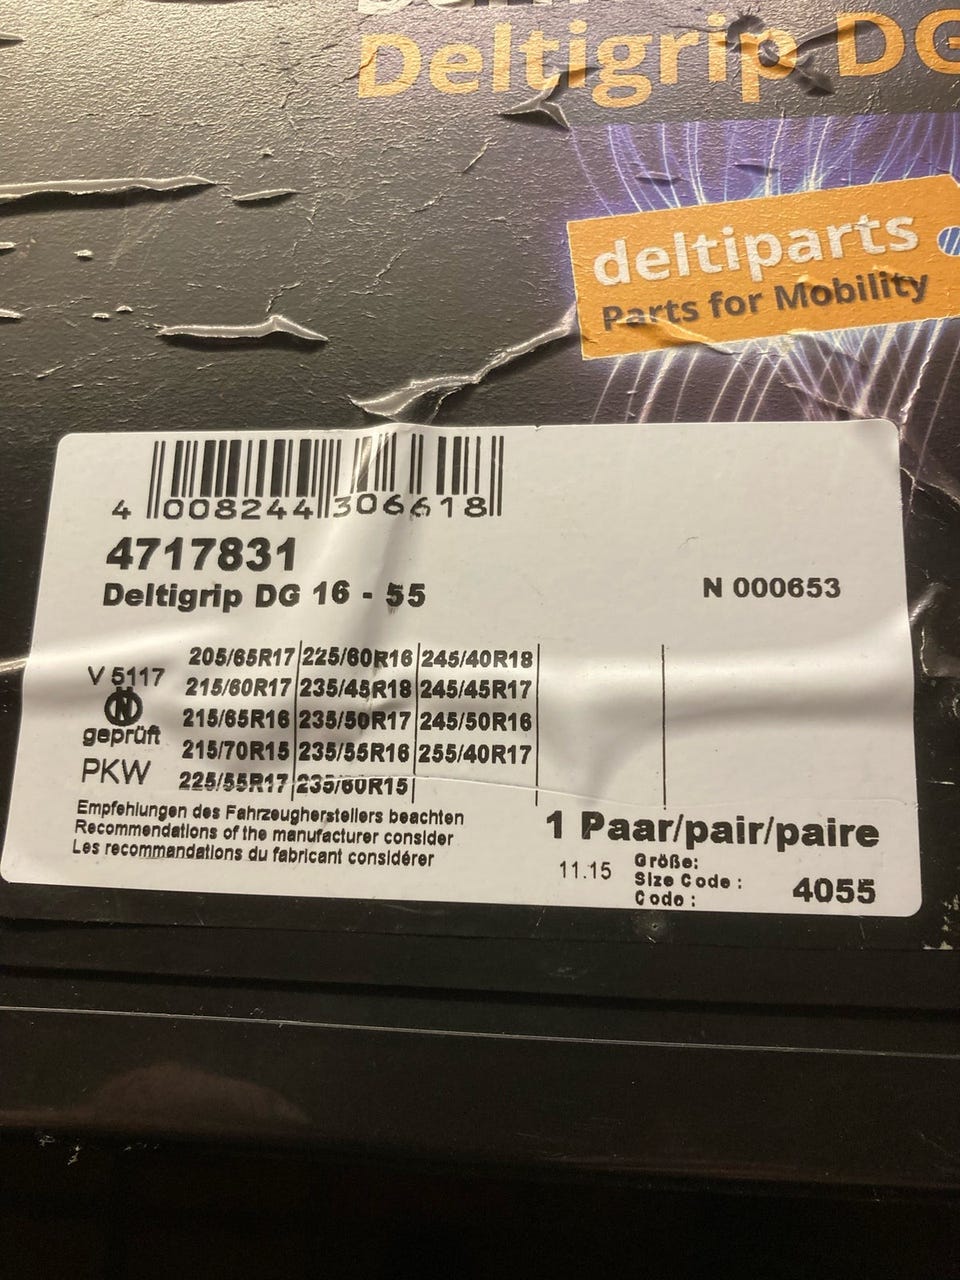 Deltigrip DG
deltiparts
Parts for Mobility
4 008244 306618
4717831
Deltigrip DG 16 - 55
N 000653
V 5117
geprüft
PKW
205/65R17 225/60R16 245/40R18
215/60R17 235/45R18 245/45R17
215/65R16 235/50R17 245/50R16
215/70R15 235/55R16 255/40R17
225/55R17 235/60R15
Empfehlungen des Fahrzeugherstellers beachten
Recommendations of the manufacturer consider
Les recommandations du fabricant considérer
1 Paar/pair/paire
11.15
Größe:
Size Code :
Code :
4055